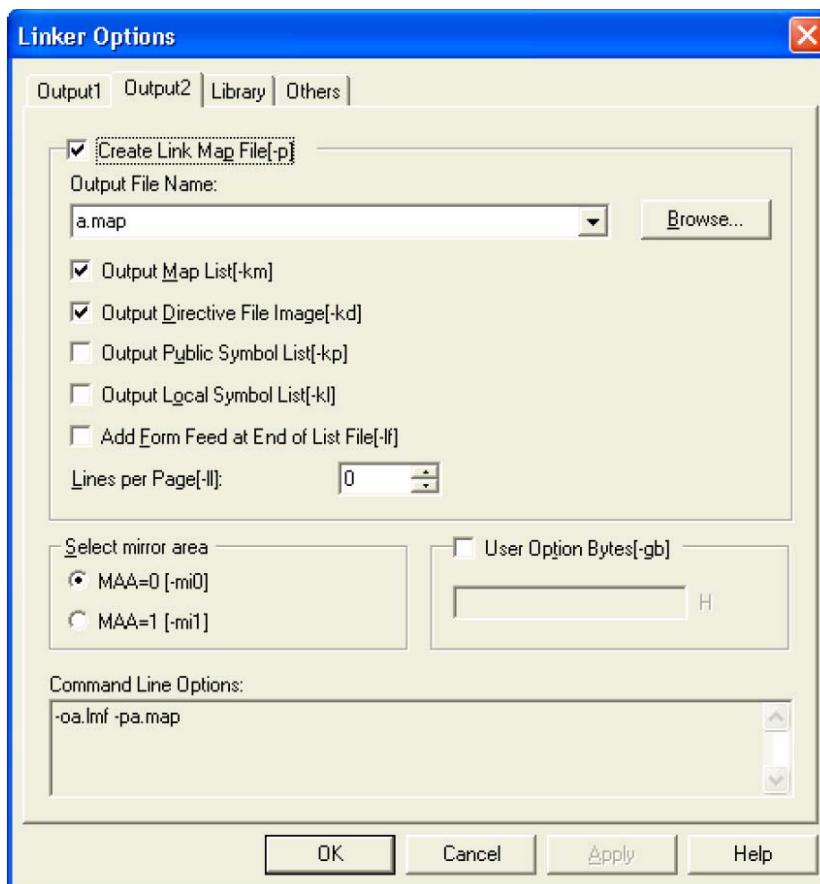 Linker Options
Output1 Output2 Library Others
Create Link Map File[-p]
Output File Name:
a.map Browse...
Output Map List[-km]
Output Directive File Image[-kd]
Output Public Symbol List[-kp]
Output Local Symbol List[-kl]
Add Form Feed at End of List File[-lf]
Lines per Page[-ll]: 0
Select mirror area
MAA=0 [-mi0]
MAA=1 [-mi1]
User Option Bytes[-gb]
H
Command Line Options:
-oa.lmf -pa.map
OK Cancel Apply Help